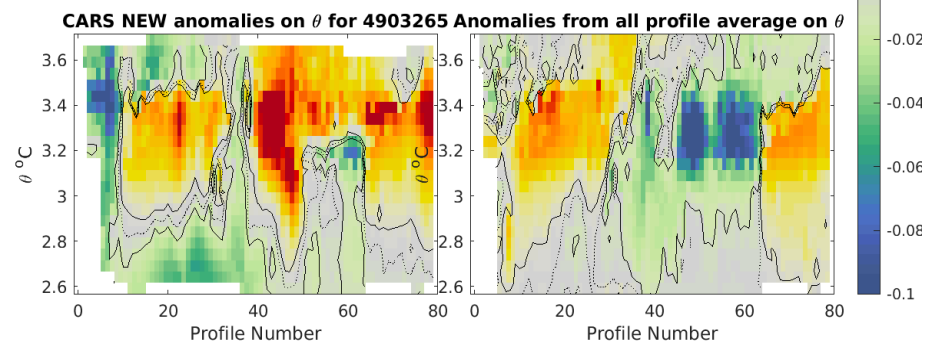 CARS NEW anomalies on θ for 4903265 Anomalies from all profile average on θ
3.6
3.4
3.2
3
2.8
2.6
θ °C
0 20 40 60 80
Profile Number
3.6
3.4
3.2
3
2.8
2.6
θ °C
0 20 40 60 80
Profile Number
-0.02
-0.04
-0.06
-0.08
-0.1